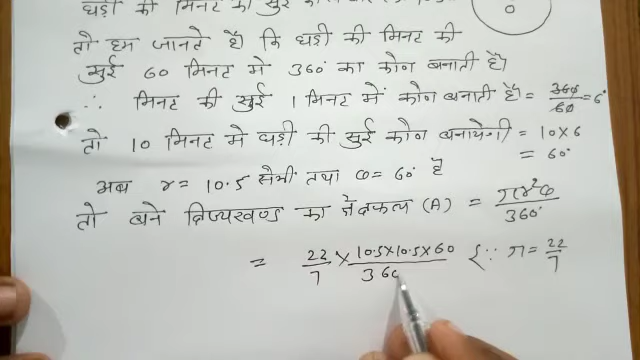 घड़ी की मिनट की सुई
तो हम जानते हैं कि घड़ी की मिनट की
सुई 60 मिनट में 360° का कोण बनाती है।
∴ मिनट की सुई 1 मिनट में कोण बनाती है = 360/60 = 6°
तो 10 मिनट में घड़ी की सुई कोण बनायेगी = 10×6
= 60°
अब r = 10.5 सेमी तथा θ = 60° है
तो बने त्रिज्यखण्ड का क्षेत्रफल (A) = πr²θ/360°
= 22/7 × 10.5×10.5×60/360 {∵ π = 22/7